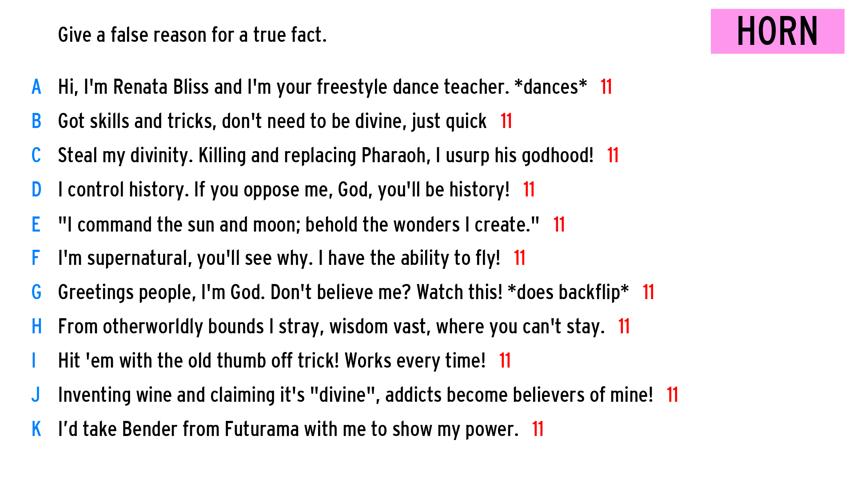 Give a false reason for a true fact.
HORN
A Hi, I'm Renata Bliss and I'm your freestyle dance teacher. *dances* 11
B Got skills and tricks, don't need to be divine, just quick 11
C Steal my divinity. Killing and replacing Pharaoh, I usurp his godhood! 11
D I control history. If you oppose me, God, you'll be history! 11
E "I command the sun and moon; behold the wonders I create." 11
F I'm supernatural, you'll see why. I have the ability to fly! 11
G Greetings people, I'm God. Don't believe me? Watch this! *does backflip* 11
H From otherworldly bounds I stray, wisdom vast, where you can't stay. 11
I Hit 'em with the old thumb off trick! Works every time! 11
J Inventing wine and claiming it's "divine", addicts become believers of mine! 11
K I’d take Bender from Futurama with me to show my power. 11